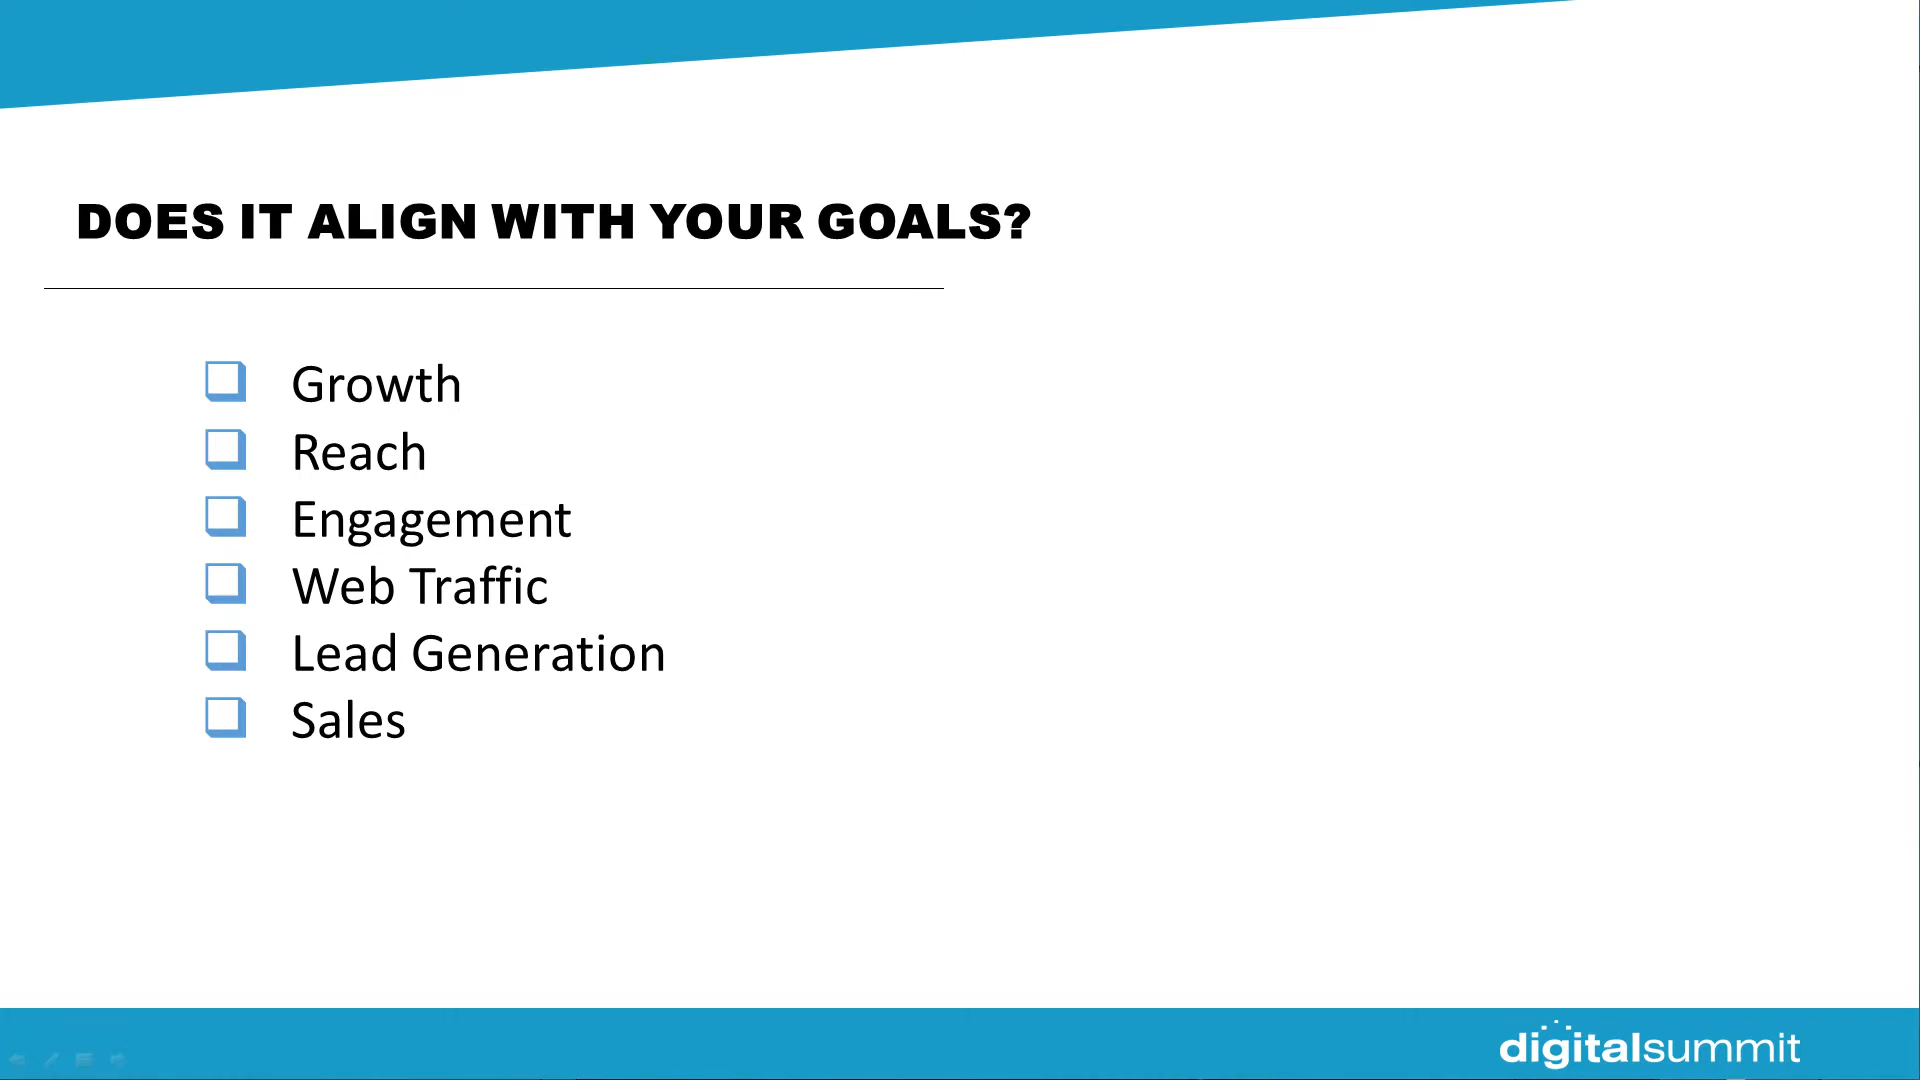 DOES IT ALIGN WITH YOUR GOALS?
Growth
Reach
Engagement
Web Traffic
Lead Generation
Sales
digitalsummit